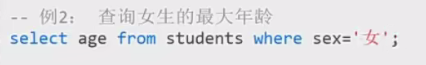 -- 例2： 查询女生的最大年龄
select age from students where sex='女';